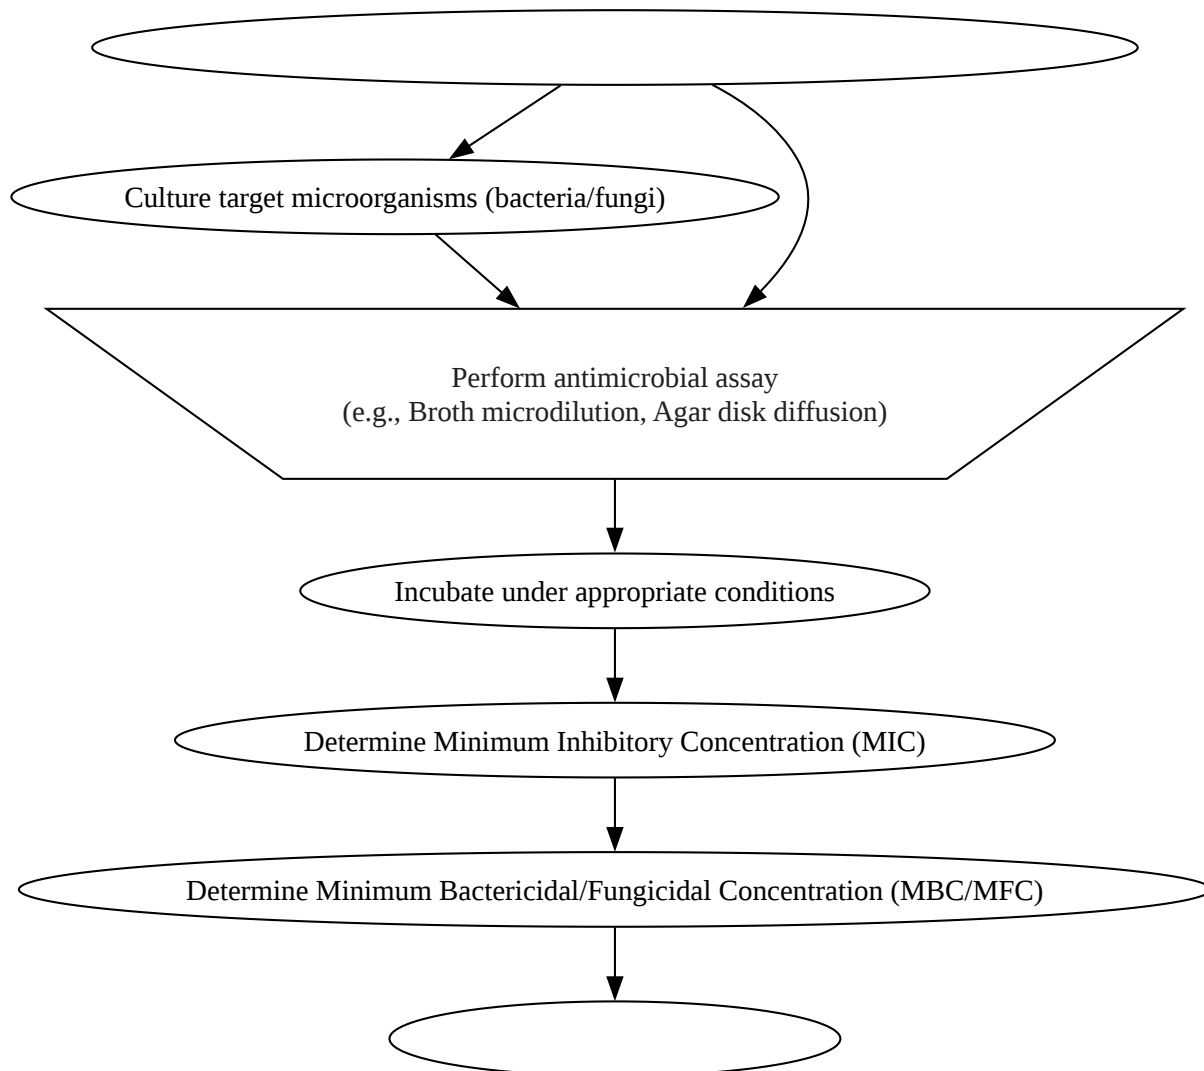 Culture target microorganisms (bacteria/fungi)
Perform antimicrobial assay
(e.g., Broth microdilution, Agar disk diffusion)
Incubate under appropriate conditions
Determine Minimum Inhibitory Concentration (MIC)
Determine Minimum Bactericidal/Fungicidal Concentration (MBC/MFC)